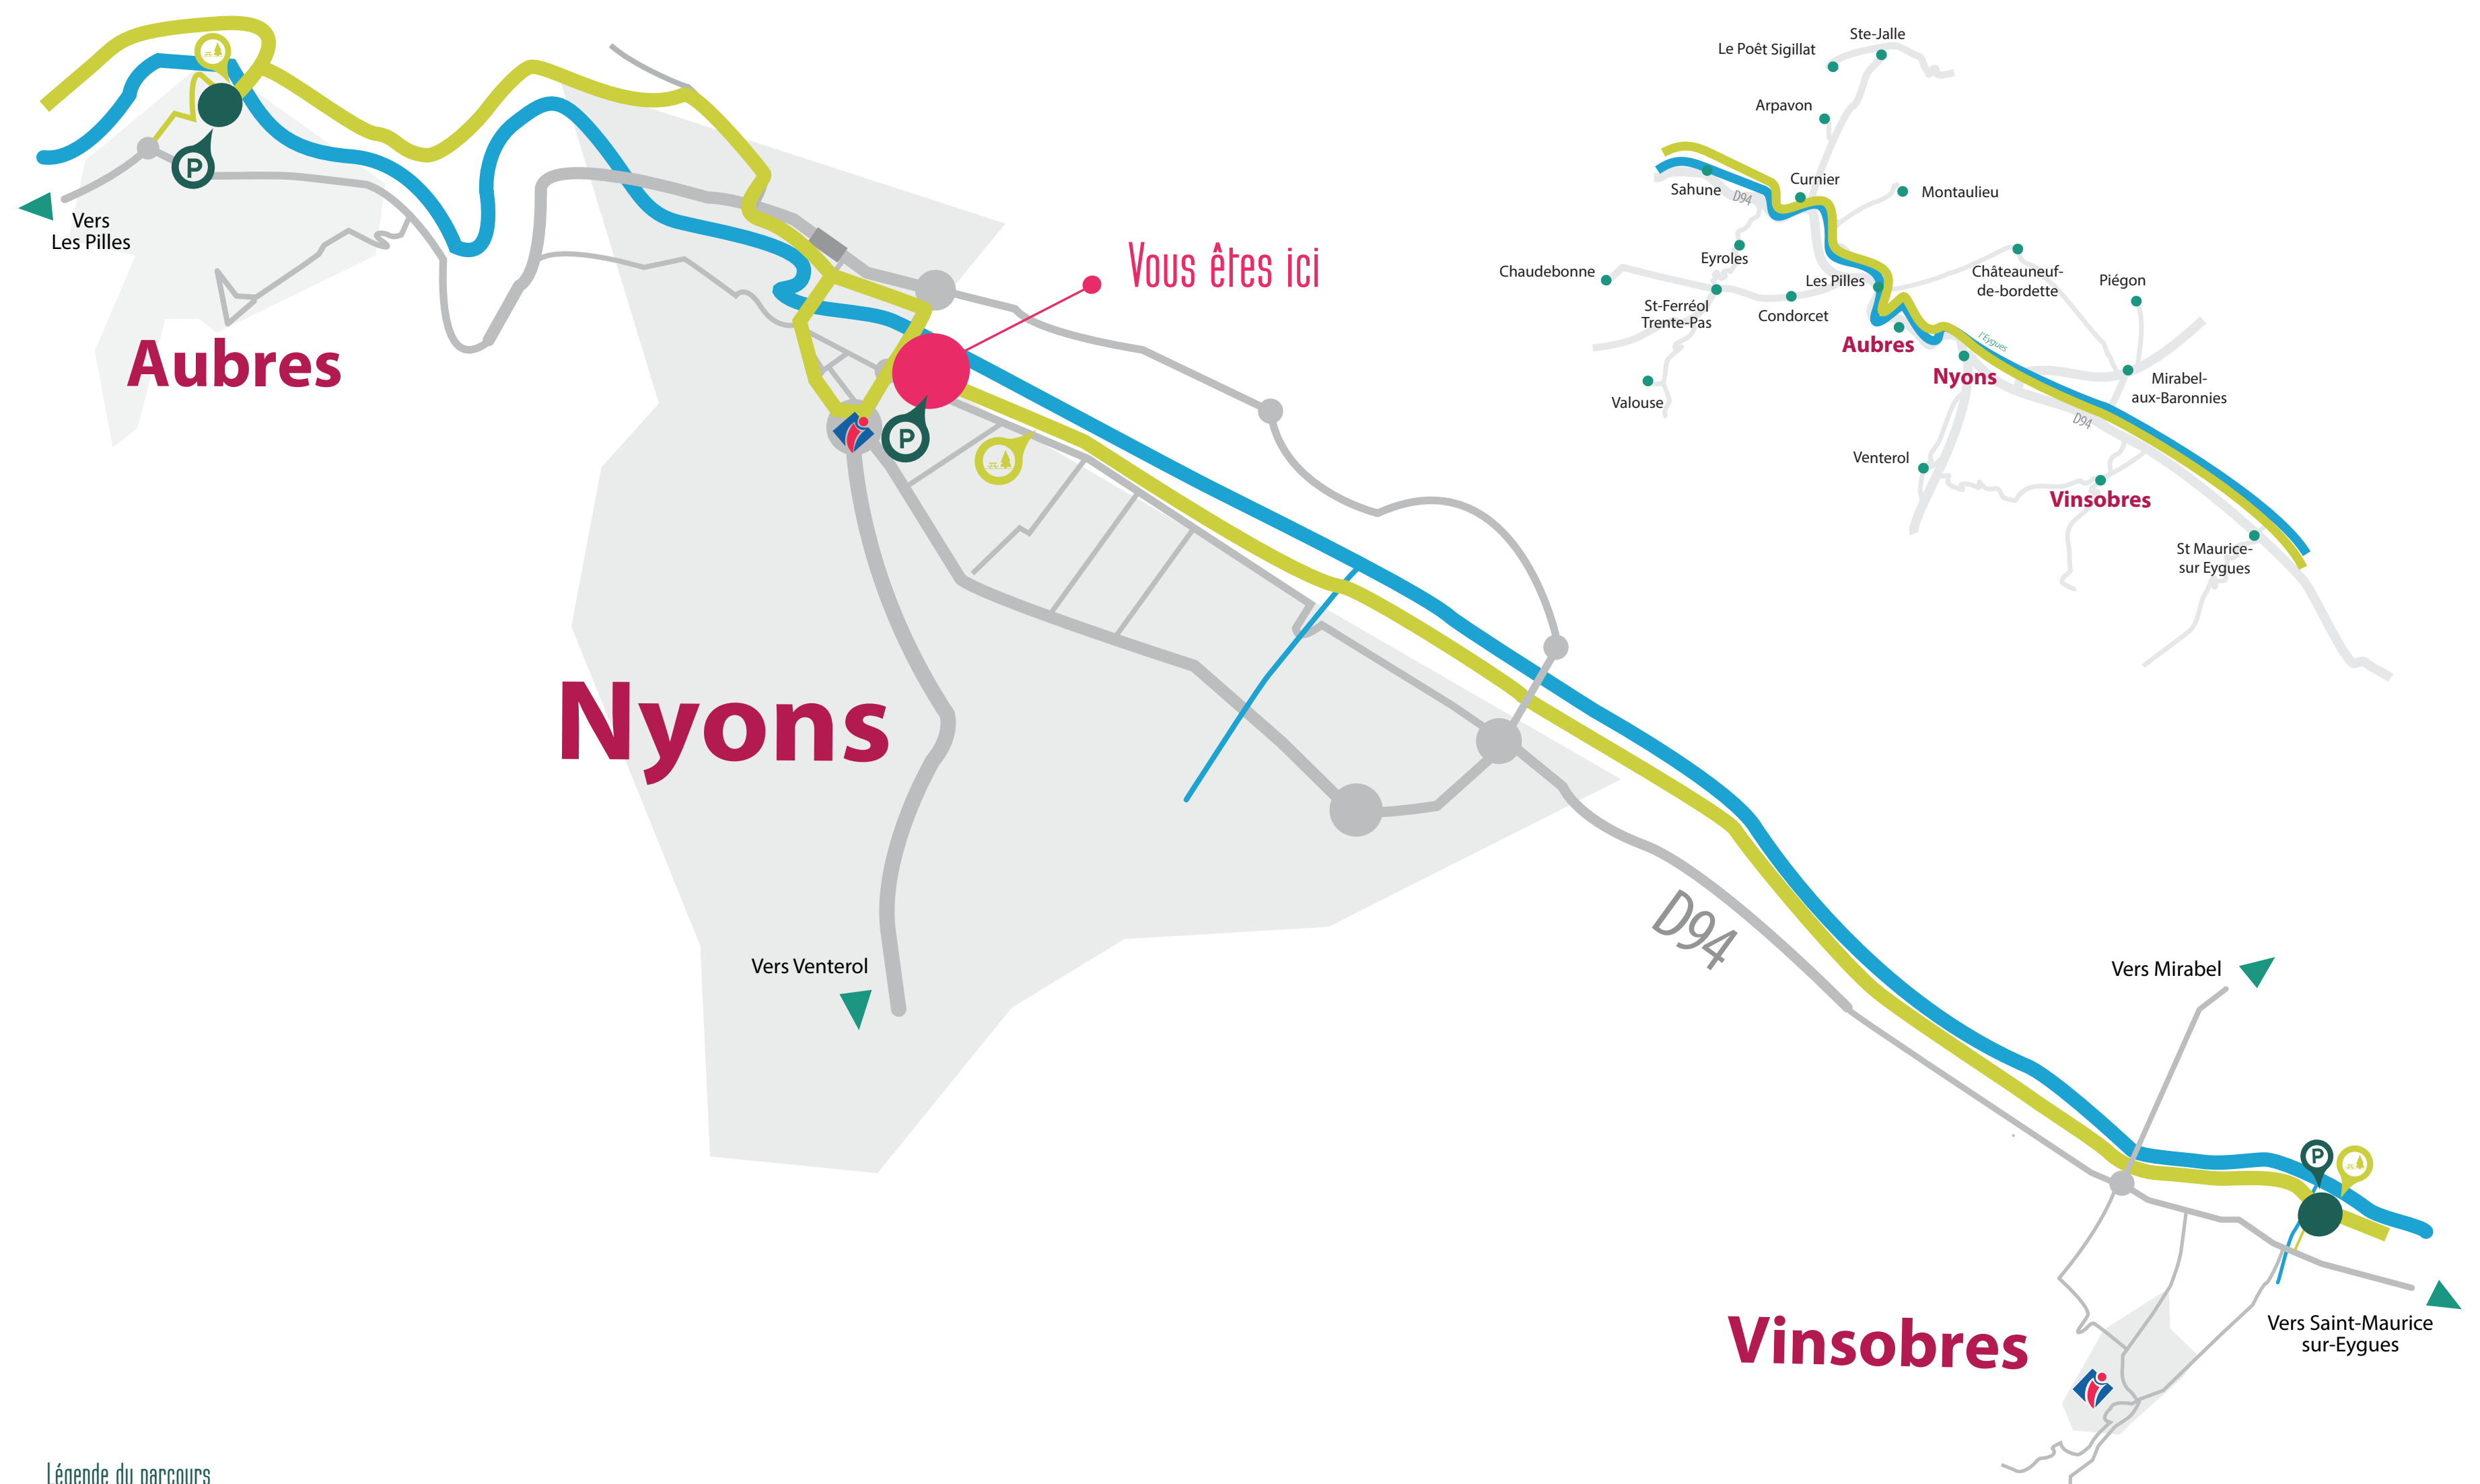 Vers
Les Pilles
Aubres
P
Vous êtes ici
P
Nyons
Vers Venterol
D94
Vers Mirabel
P
Vers Saint-Maurice
sur-Eygues
Vinsobres
Légende du parcours
Ste-Jalle
Le Poêt Sigillat
Arpavon
Curnier
Sahune
D94
Montaulieu
Eyroles
Chaudebonne
Les Pilles
Châteauneuf-
de-bordette
Piégon
St-Ferréol
Trente-Pas
Condorcet
Aubres
l'Eygues
Nyons
Mirabel-
aux-Baronnies
Valouse
D94
Venterol
Vinsobres
St Maurice-
sur Eygues